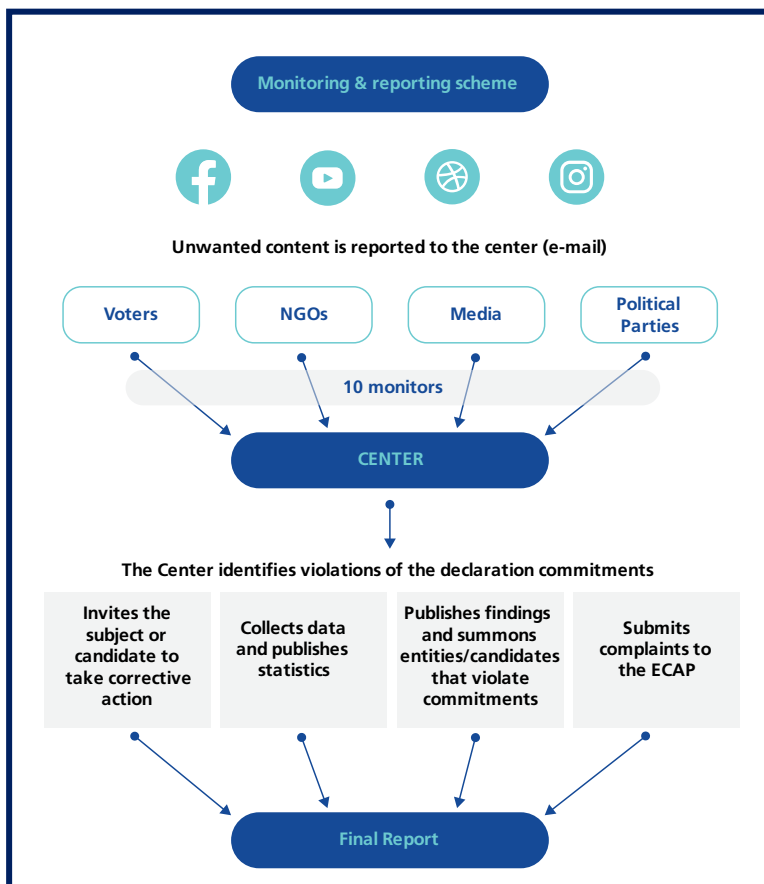 Monitoring & reporting scheme
Unwanted content is reported to the center (e-mail)
Voters
NGOs
Media
Political
Parties
10 monitors
CENTER
The Center identifies violations of the declaration commitments
Invites the
subject or
candidate to
take corrective
action
Collects data
and publishes
statistics
Publishes findings
and summons
entities/candidates
that violate
commitments
Submits
complaints to
the ECAP
Final Report